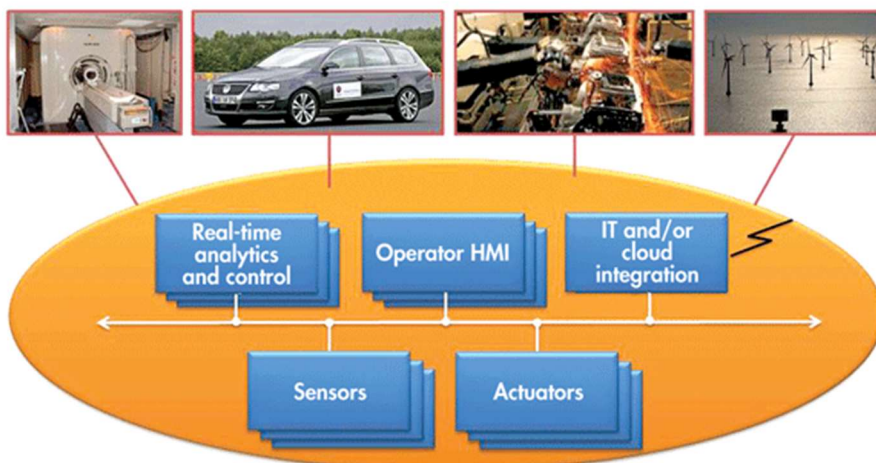 Real-time
analytics
and control
Operator HMI
IT and/or
cloud
integration
Sensors
Actuators